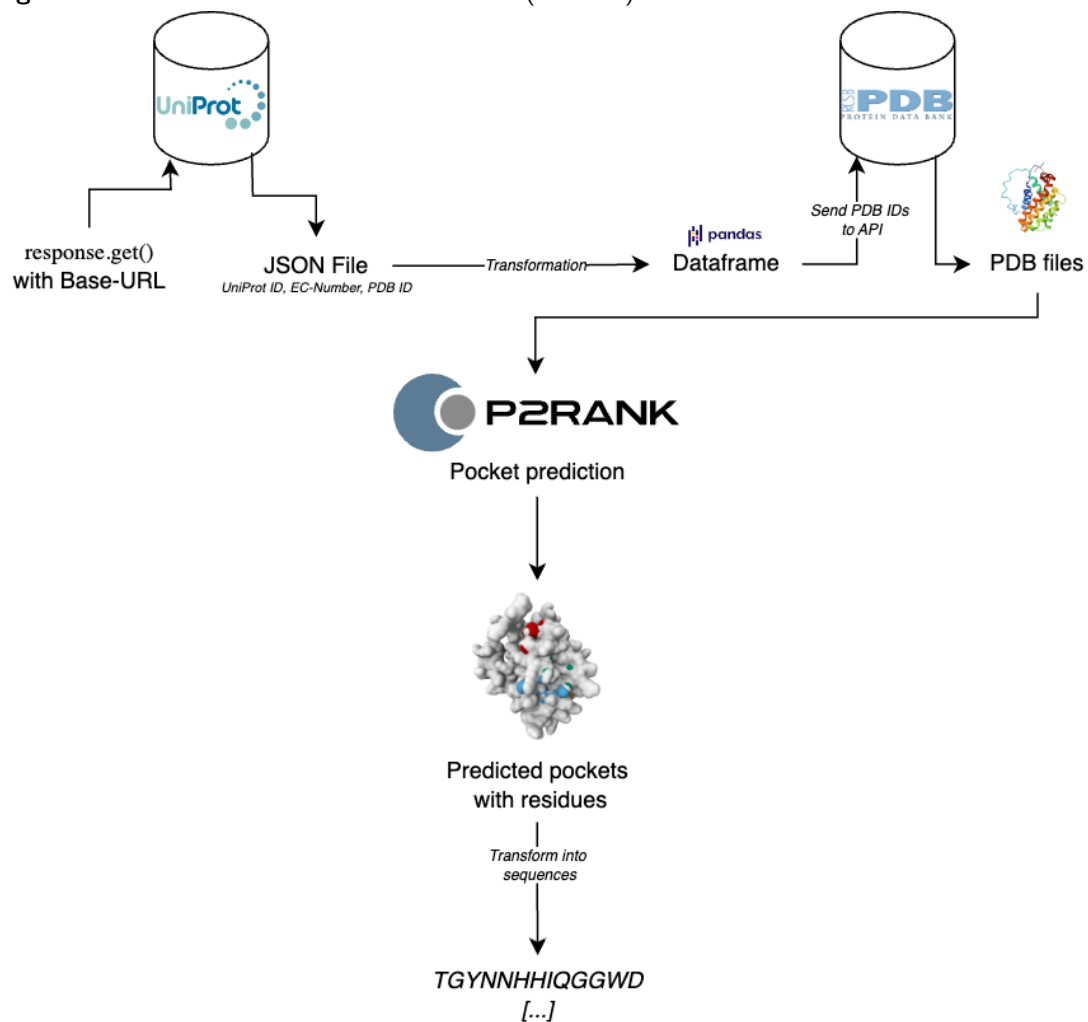 UniProt
RCSB
PDB
PROTEIN DATA BANK
response.get()
with Base-URL
JSON File
UniProt ID, EC-Number, PDB ID
Transformation
pandas
Dataframe
Send PDB IDs
to API
PDB files
P2RANK
Pocket prediction
Predicted pockets
with residues
Transform into
sequences
TGYNNHHIQGGWD
[...]